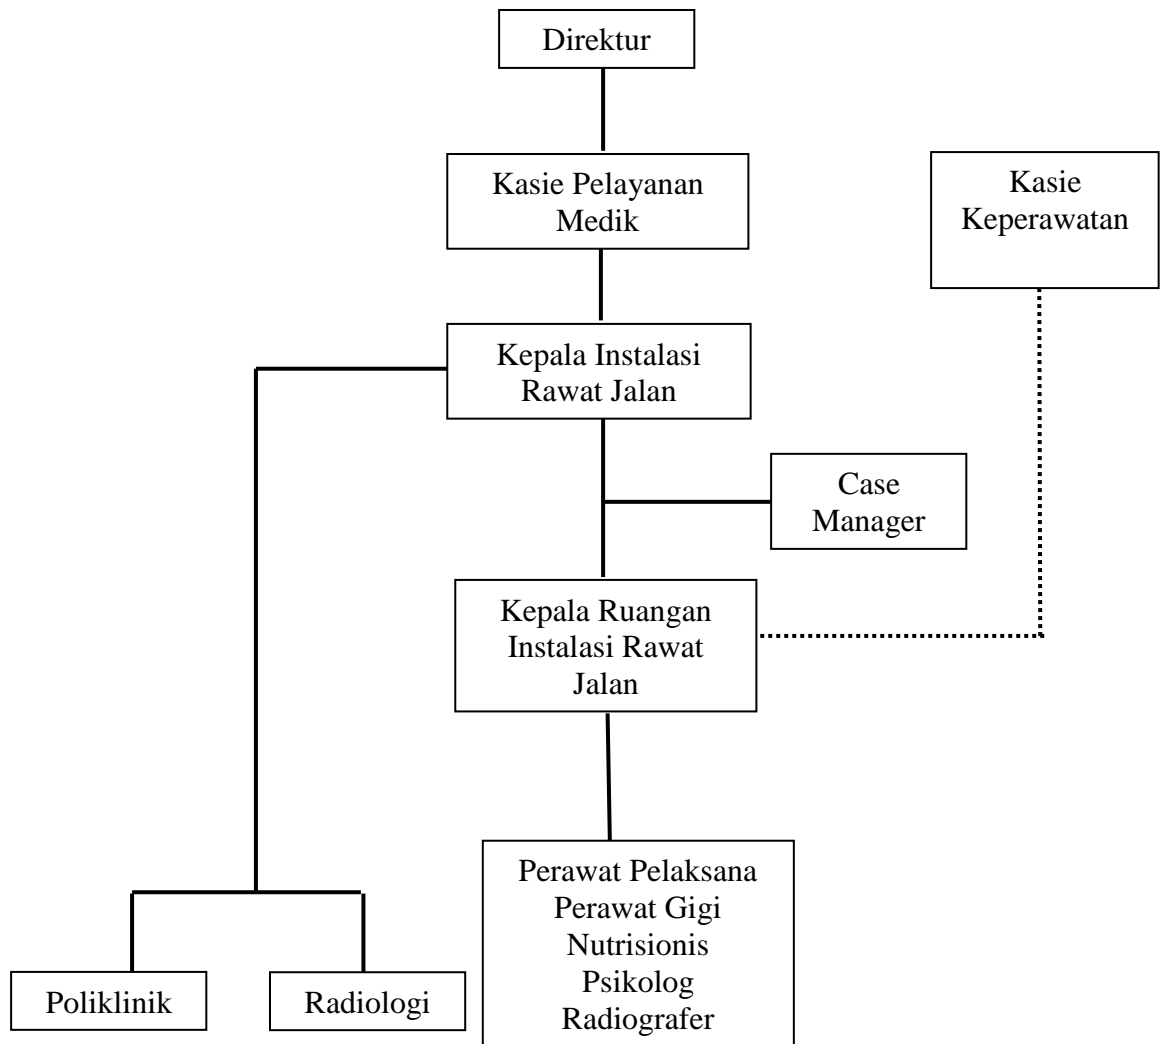 Direktur
Kasie Pelayanan
Medik
Kasie
Keperawatan
Kepala Instalasi
Rawat Jalan
Case
Manager
Kepala Ruangan
Instalasi Rawat
Jalan
Perawat Pelaksana
Perawat Gigi
Nutrisionis
Psikolog
Radiografer
Poliklinik
Radiologi